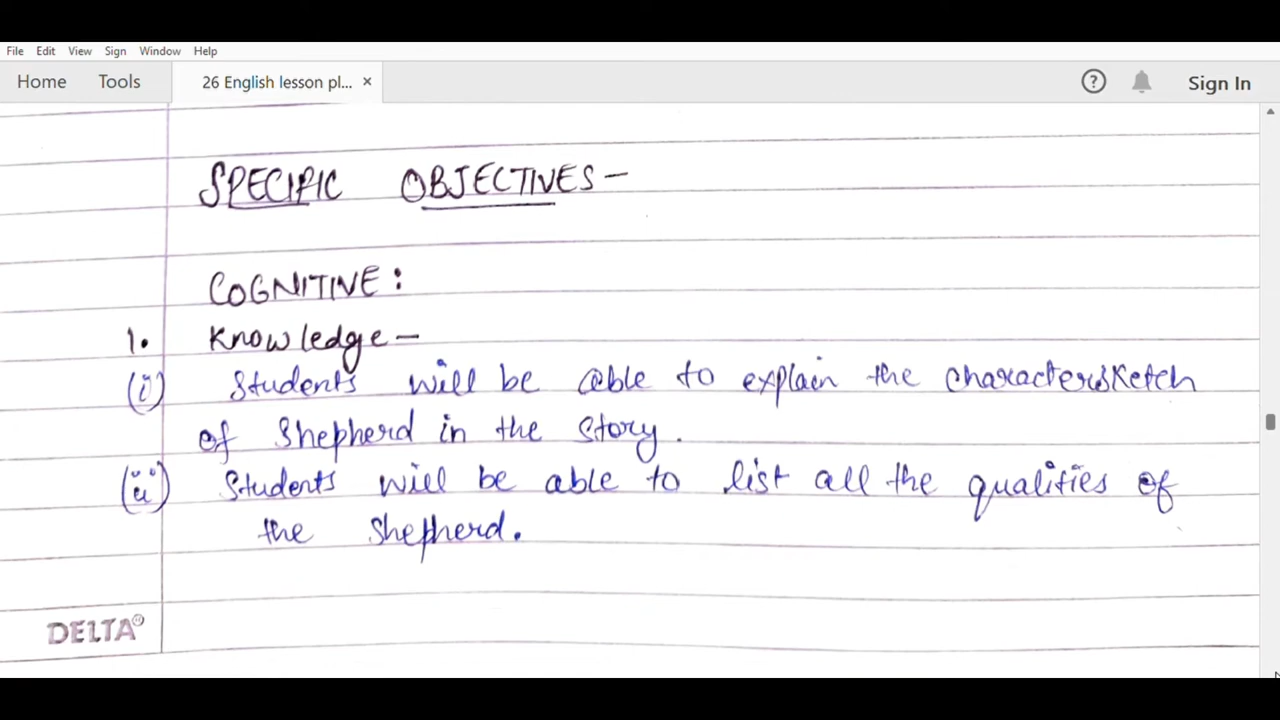 File Edit View Sign Window Help
Home Tools 26 English lesson pl... × ? Sign In
SPECIFIC OBJECTIVES —
COGNITIVE:
1. Knowledge —
(i) Students will be able to explain the charactersketch
of Shepherd in the story.
(ii) Students will be able to list all the qualities of
the Shepherd.
DELTA